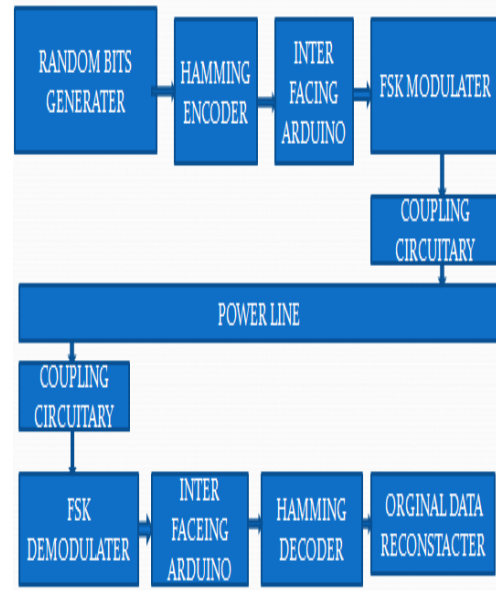 RANDOM BITS
GENERATER
HAMMING
ENCODER
INTER
FACING
ARDUINO
FSK MODULATER
COUPLING
CIRCUITARY
POWER LINE
COUPLING
CIRCUITARY
FSK
DEMODULATER
INTER
FACEING
ARDUINO
HAMMING
DECODER
ORGINAL DATA
RECONSTACTER